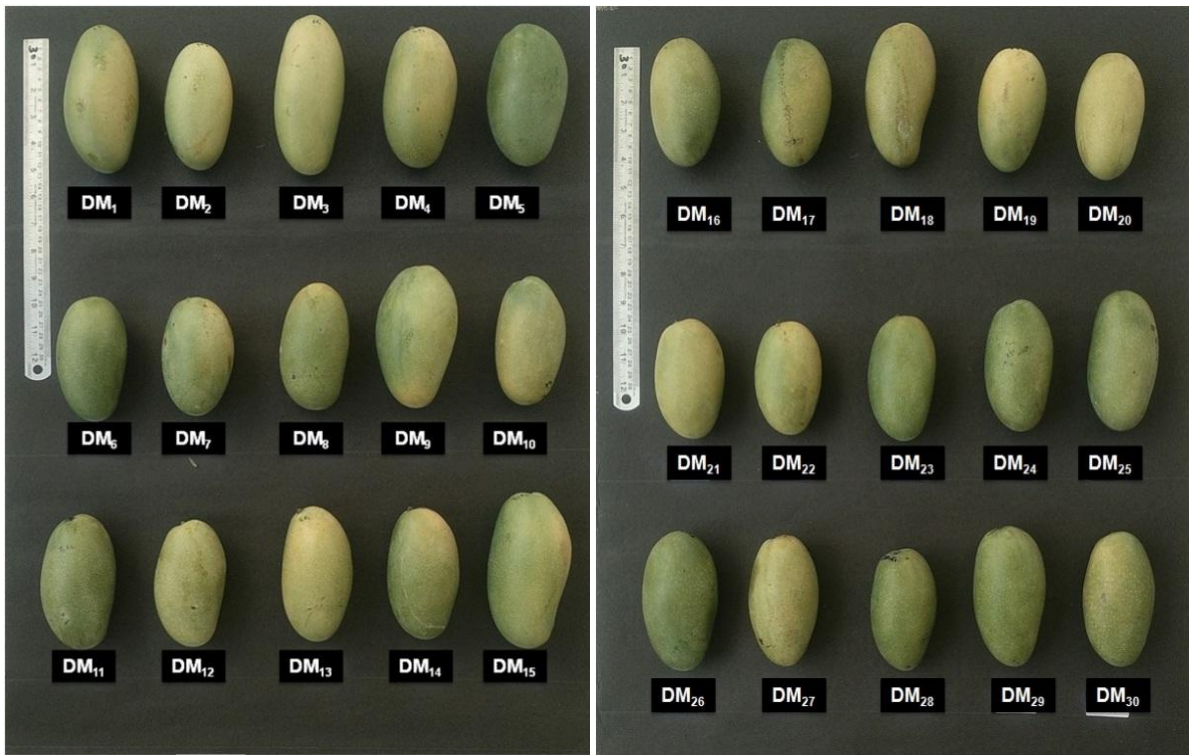 DM₁ DM₂ DM₃ DM₄ DM₅
DM₆ DM₇ DM₈ DM₉ DM₁₀
DM₁₁ DM₁₂ DM₁₃ DM₁₄ DM₁₅
DM₁₆ DM₁₇ DM₁₈ DM₁₉ DM₂₀
DM₂₁ DM₂₂ DM₂₃ DM₂₄ DM₂₅
DM₂₆ DM₂₇ DM₂₈ DM₂₉ DM₃₀